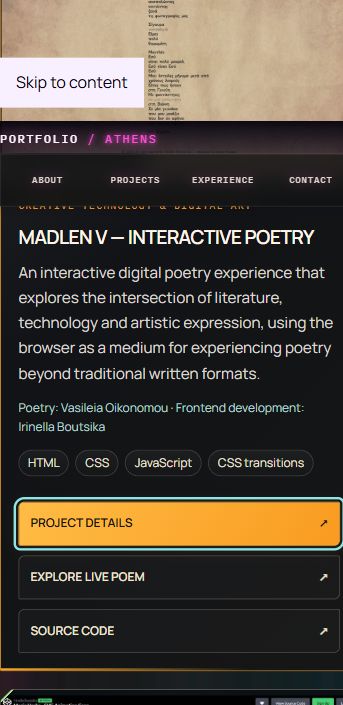 Skip to content
PORTFOLIO / ATHENS
ABOUT PROJECTS EXPERIENCE CONTACT
CREATIVE TECHNOLOGY & DIGITAL ART
MADLEN V — INTERACTIVE POETRY
An interactive digital poetry experience that
explores the intersection of literature,
technology and artistic expression, using the
browser as a medium for experiencing poetry
beyond traditional written formats.
Poetry: Vasileia Oikonomou · Frontend development:
Irinella Boutsika
HTML CSS JavaScript CSS transitions
PROJECT DETAILS ↗
EXPLORE LIVE POEM ↗
SOURCE CODE ↗